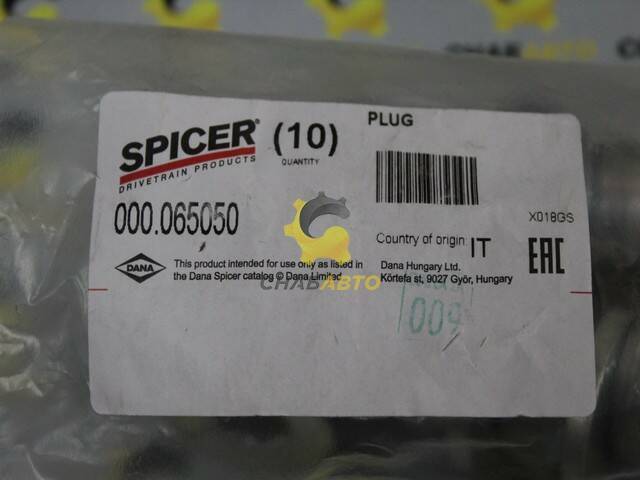 СНАВАВТО
SPICER®
DRIVETRAIN PRODUCTS
(10)
QUANTITY
PLUG
000.065050
X018GS
Country of origin IT
EAC
DANA
This product intended for use only as listed in
the Dana Spicer catalog © Dana Limited
Dana Hungary Ltd.
Körtefa st, 9027 Györ, Hungary
CHABАВТО
009